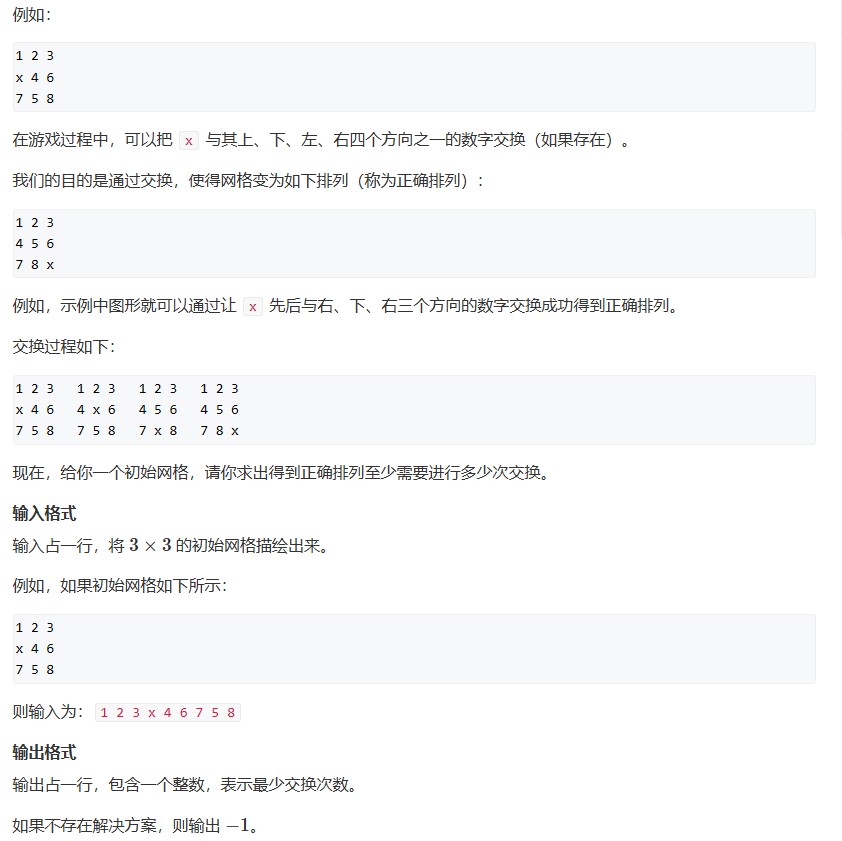 例如：
1 2 3
x 4 6
7 5 8
在游戏过程中，可以把 x 与其上、下、左、右四个方向之一的数字交换（如果存在）。
我们的目的是通过交换，使得网格变为如下排列（称为正确排列）：
1 2 3
4 5 6
7 8 x
例如，示例中图形就可以通过让 x 先后与右、下、右三个方向的数字交换成功得到正确排列。
交换过程如下：
1 2 3   1 2 3   1 2 3   1 2 3
x 4 6   4 x 6   4 5 6   4 5 6
7 5 8   7 5 8   7 x 8   7 8 x
现在，给你一个初始网格，请你求出得到正确排列至少需要进行多少次交换。
输入格式
输入占一行，将 3 × 3 的初始网格描绘出来。
例如，如果初始网格如下所示：
1 2 3
x 4 6
7 5 8
则输入为： 1 2 3 x 4 6 7 5 8
输出格式
输出占一行，包含一个整数，表示最少交换次数。
如果不存在解决方案，则输出 −1。